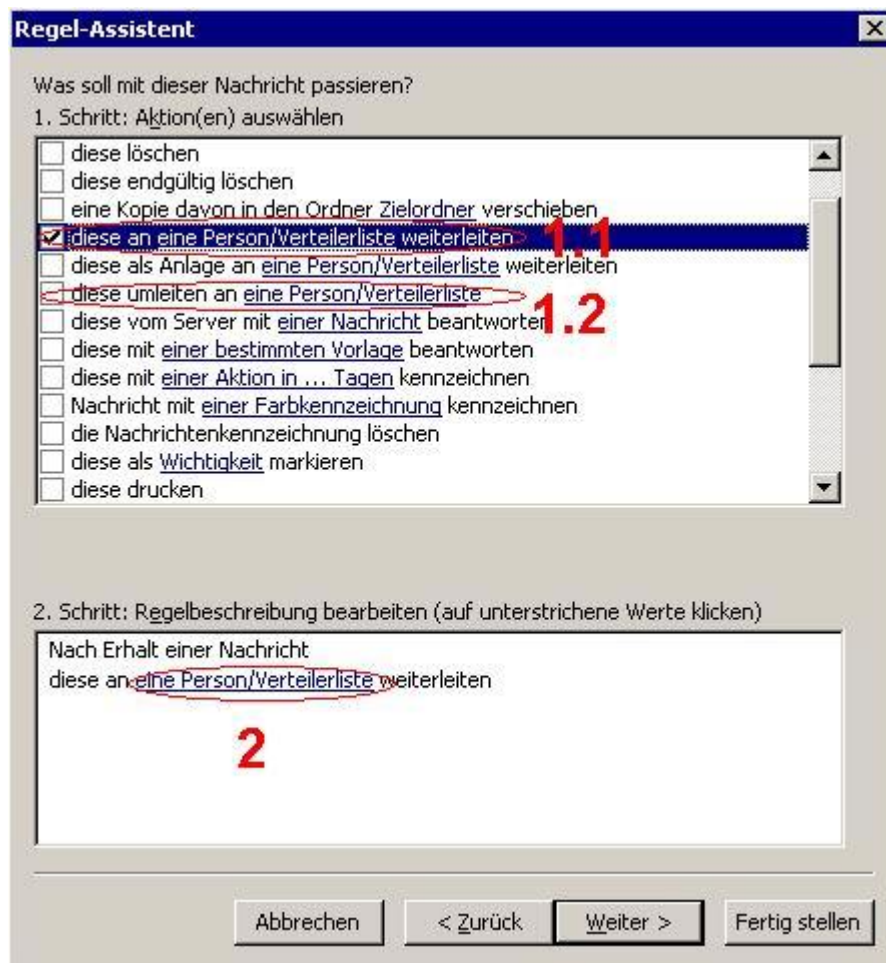 Regel-Assistent
Was soll mit dieser Nachricht passieren?
1. Schritt: Aktion(en) auswählen
diese löschen
diese endgültig löschen
eine Kopie davon in den Ordner Zielordner verschieben
diese an eine Person/Verteilerliste weiterleiten 1.1
diese als Anlage an eine Person/Verteilerliste weiterleiten
diese umleiten an eine Person/Verteilerliste 1.2
diese vom Server mit einer Nachricht beantworten
diese mit einer bestimmten Vorlage beantworten
diese mit einer Aktion in ... Tagen kennzeichnen
Nachricht mit einer Farbkennzeichnung kennzeichnen
die Nachrichtenkennzeichnung löschen
diese als Wichtigkeit markieren
diese drucken
2. Schritt: Regelbeschreibung bearbeiten (auf unterstrichene Werte klicken)
Nach Erhalt einer Nachricht
diese an eine Person/Verteilerliste weiterleiten
2
Abbrechen < Zurück Weiter > Fertig stellen